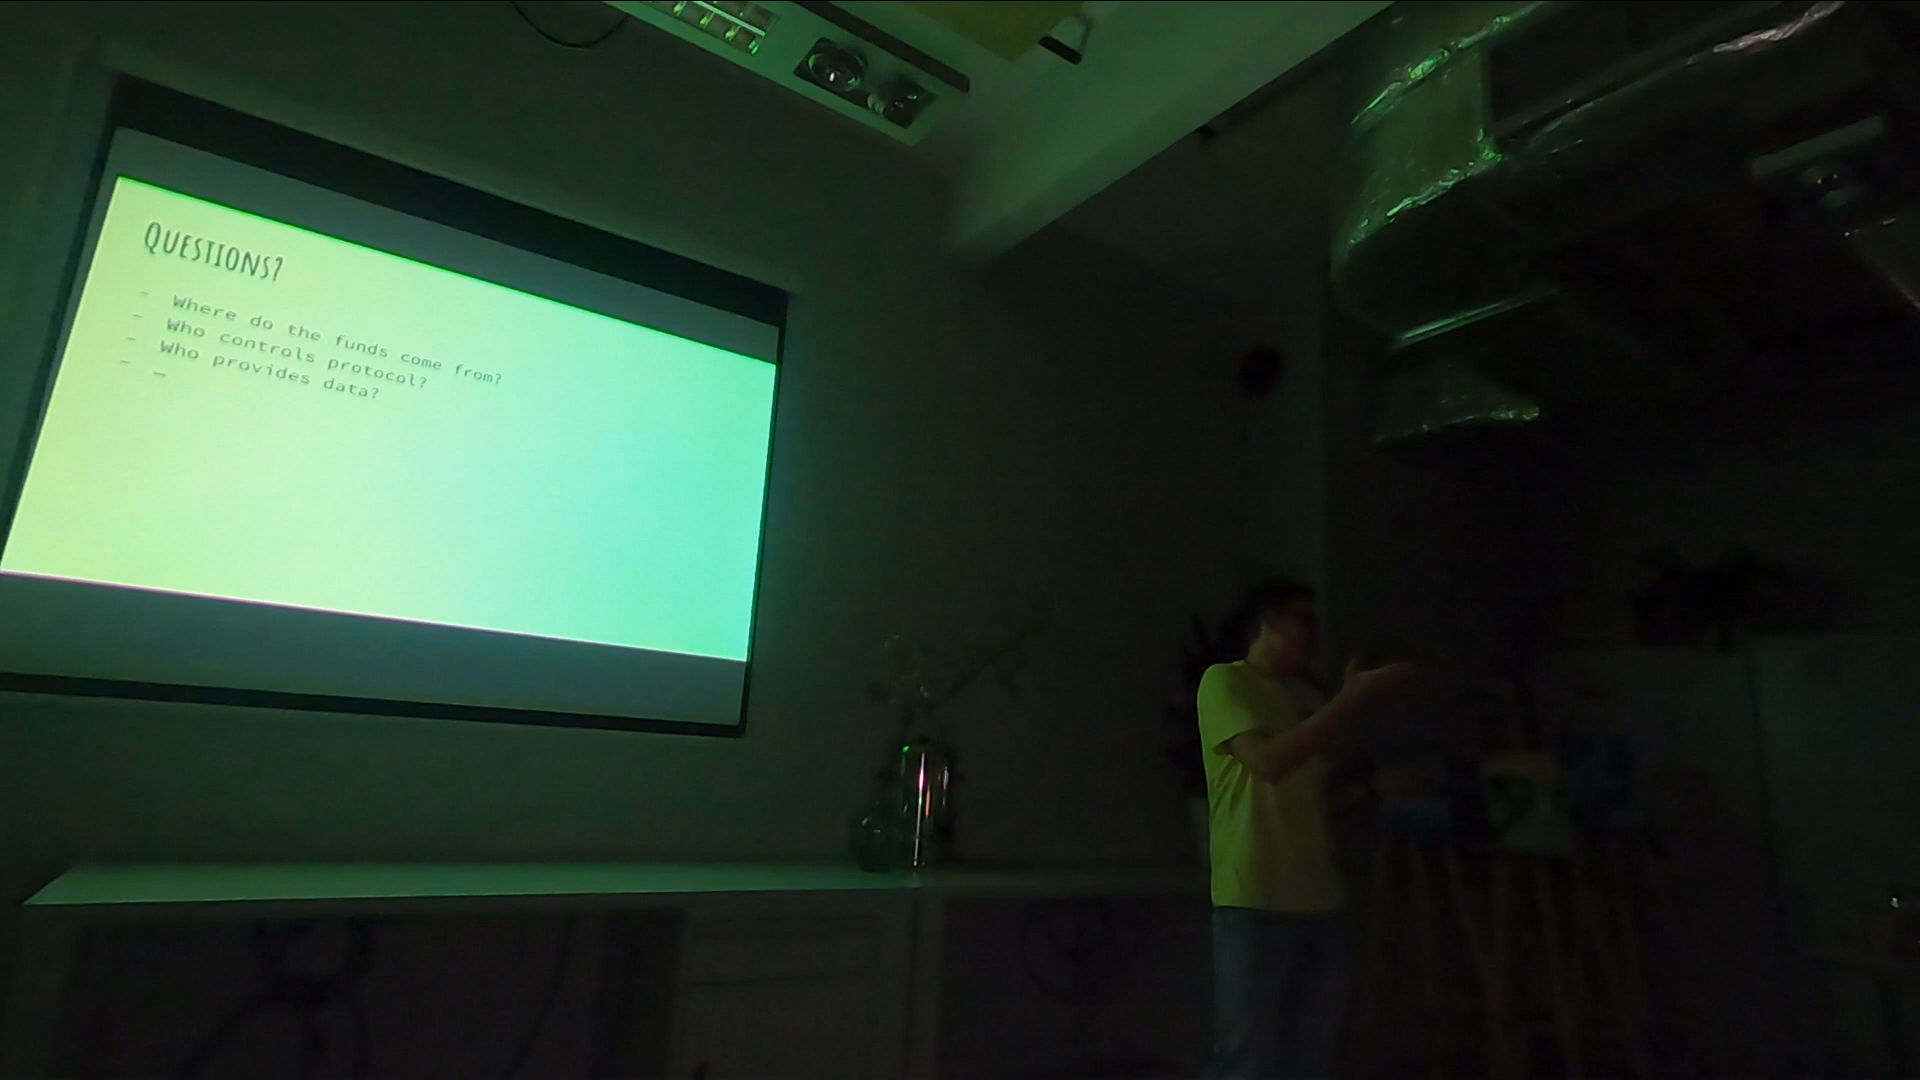 QUESTIONS?
- Where do the funds come from?
- Who controls protocol?
- Who provides data?
- …